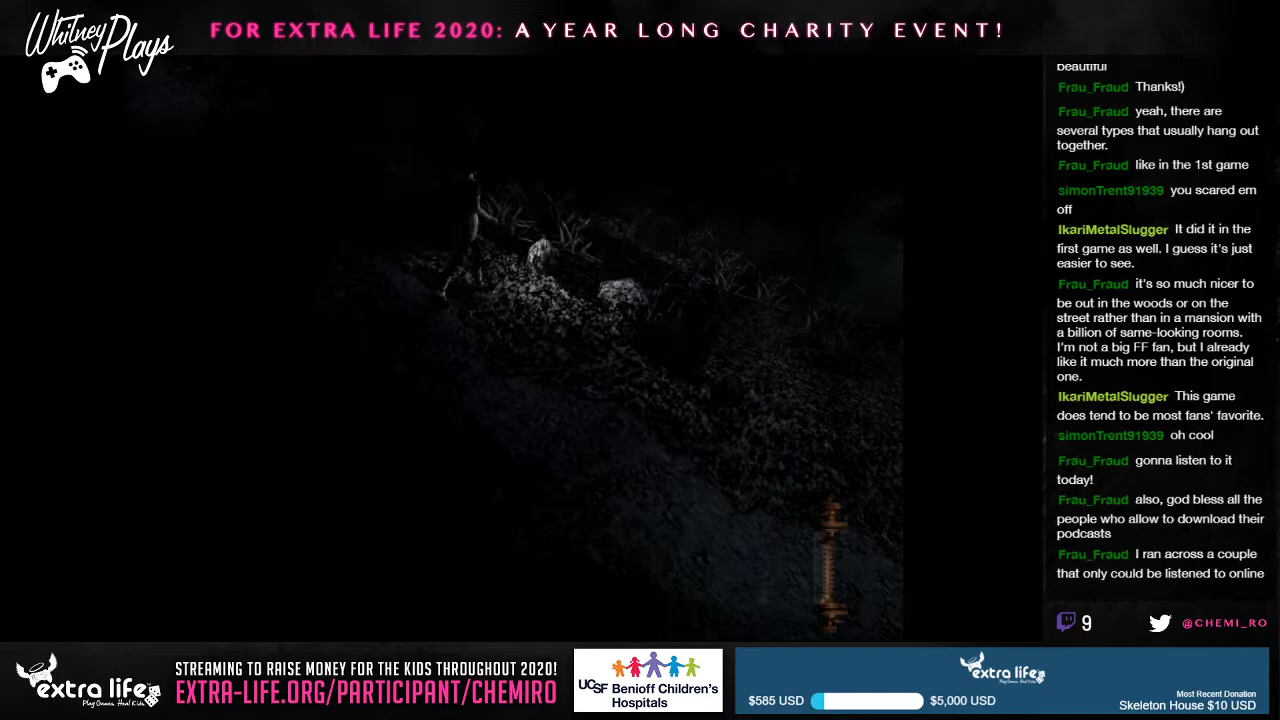 Whitney Plays
FOR EXTRA LIFE 2020: A YEAR LONG CHARITY EVENT!
beautiful
Frau_Fraud Thanks!)
Frau_Fraud yeah, there are
several types that usually hang out
together.
Frau_Fraud like in the 1st game
simonTrent91939 you scared em
off
IkariMetalSlugger It did it in the
first game as well. I guess it's just
easier to see.
Frau_Fraud it's so much nicer to
be out in the woods or on the
street rather than in a mansion with
a billion of same-looking rooms.
I'm not a big FF fan, but I already
like it much more than the original
one.
IkariMetalSlugger This game
does tend to be most fans' favorite.
simonTrent91939 oh cool
Frau_Fraud gonna listen to it
today!
Frau_Fraud also, god bless all the
people who allow to download their
podcasts
Frau_Fraud I ran across a couple
that only could be listened to online
9
@CHEMI_RO
extra life
Play Games. Heal Kids.
STREAMING TO RAISE MONEY FOR THE KIDS THROUGHOUT 2020!
EXTRA-LIFE.ORG/PARTICIPANT/CHEMIRO
UCSF Benioff Children's
Hospitals
extra life
$585 USD
$5,000 USD
Most Recent Donation
Skeleton House $10 USD